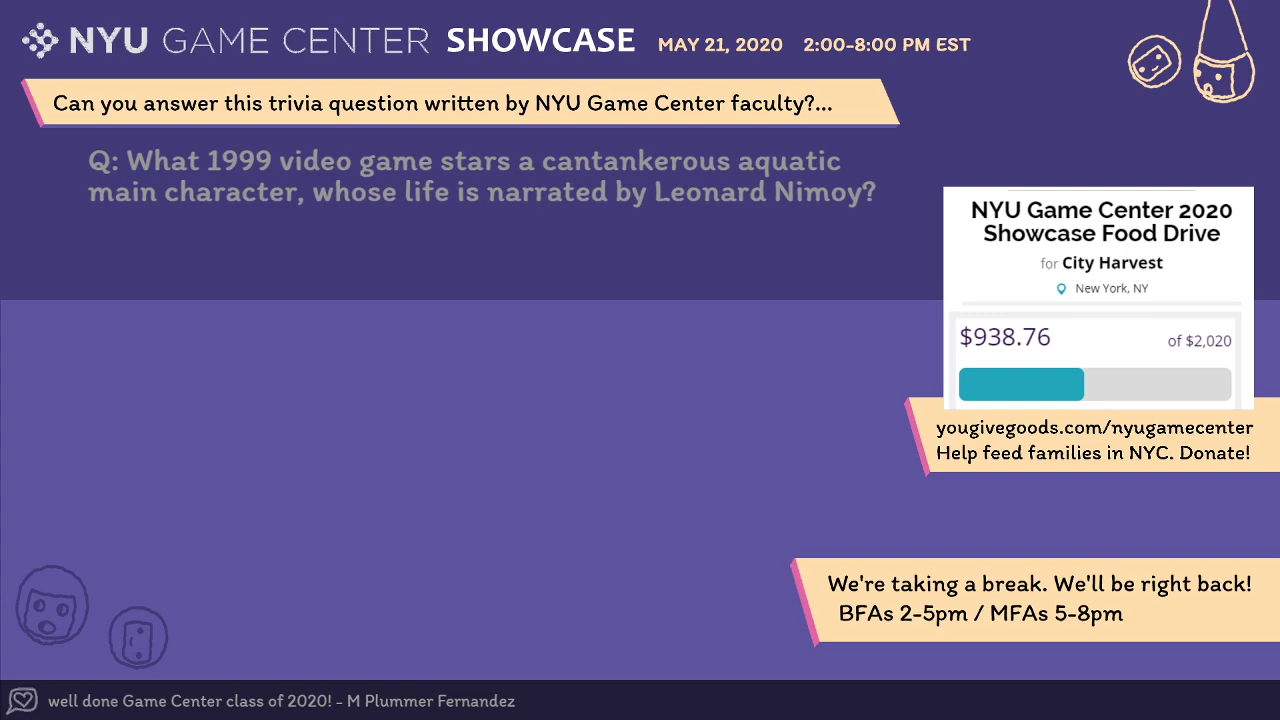 NYU GAME CENTER SHOWCASE MAY 21, 2020 2:00-8:00 PM EST
Can you answer this trivia question written by NYU Game Center faculty?...
Q: What 1999 video game stars a cantankerous aquatic
main character, whose life is narrated by Leonard Nimoy?
NYU Game Center 2020
Showcase Food Drive
for City Harvest
New York, NY
$938.76 of $2,020
yougivegoods.com/nyugamecenter
Help feed families in NYC. Donate!
We're taking a break. We'll be right back!
BFAs 2-5pm / MFAs 5-8pm
well done Game Center class of 2020! - M Plummer Fernandez